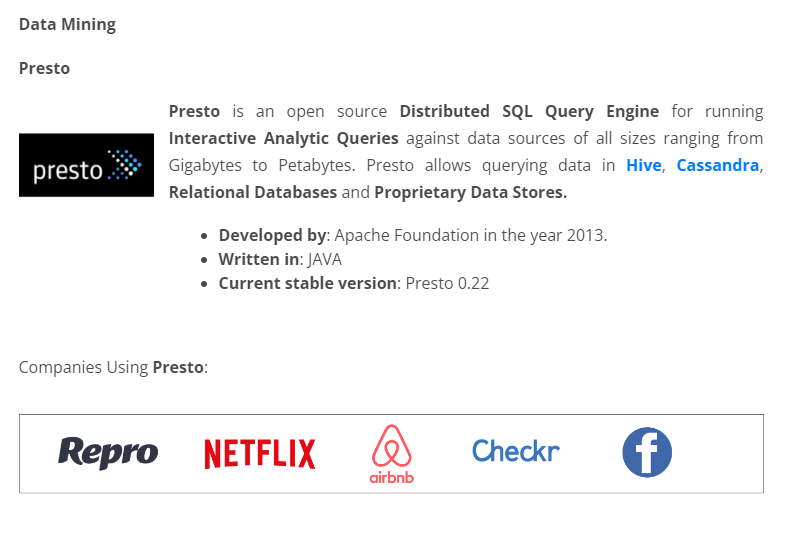 Data Mining
Presto
Presto is an open source Distributed SQL Query Engine for running
presto
Interactive Analytic Queries against data sources of all sizes ranging from
Gigabytes to Petabytes. Presto allows querying data in Hive, Cassandra,
Relational Databases and Proprietary Data Stores.
• Developed by: Apache Foundation in the year 2013.
• Written in: JAVA
• Current stable version: Presto 0.22
Companies Using Presto:
Repro NETFLIX airbnb Checkr f